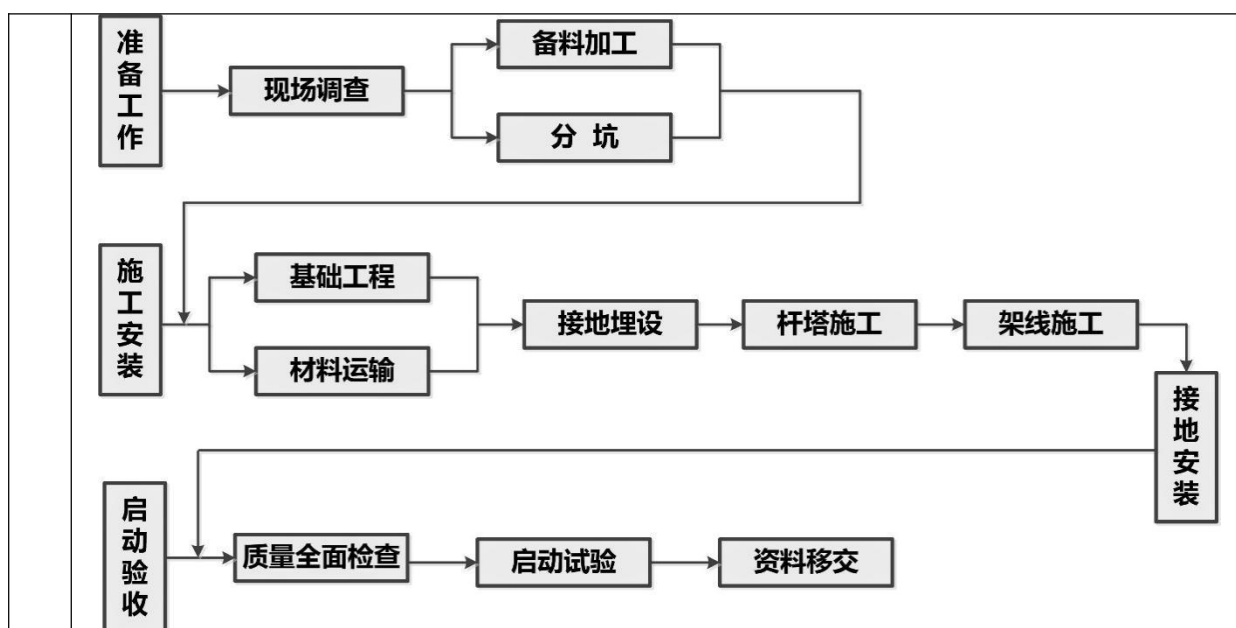 准备工作
现场调查
备料加工
分 坑
施工安装
基础工程
材料运输
接地埋设
杆塔施工
架线施工
接地安装
启动验收
质量全面检查
启动试验
资料移交